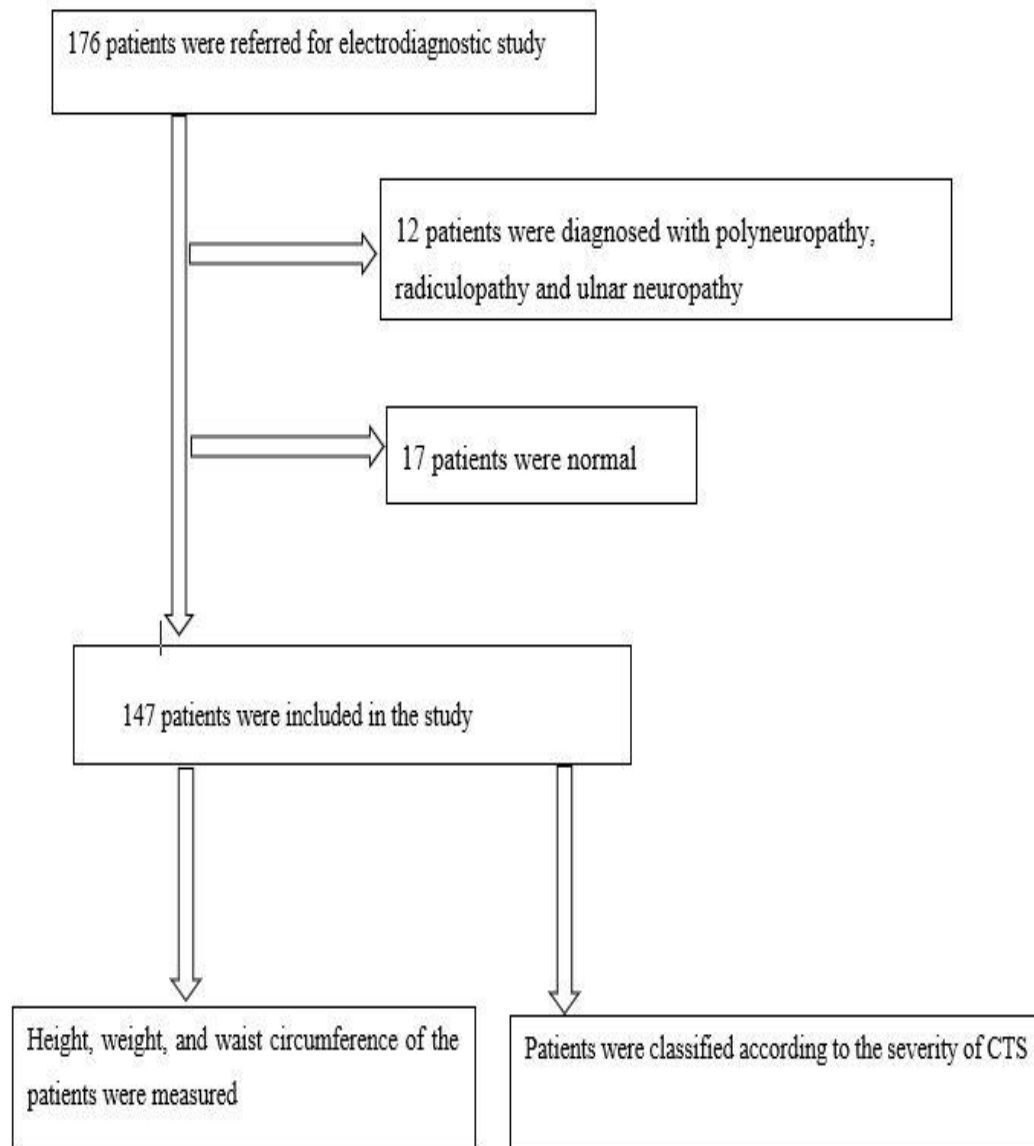 176 patients were referred for electrodiagnostic study
12 patients were diagnosed with polyneuropathy,
radiculopathy and ulnar neuropathy
17 patients were normal
147 patients were included in the study
Height, weight, and waist circumference of the
patients were measured
Patients were classified according to the severity of CTS